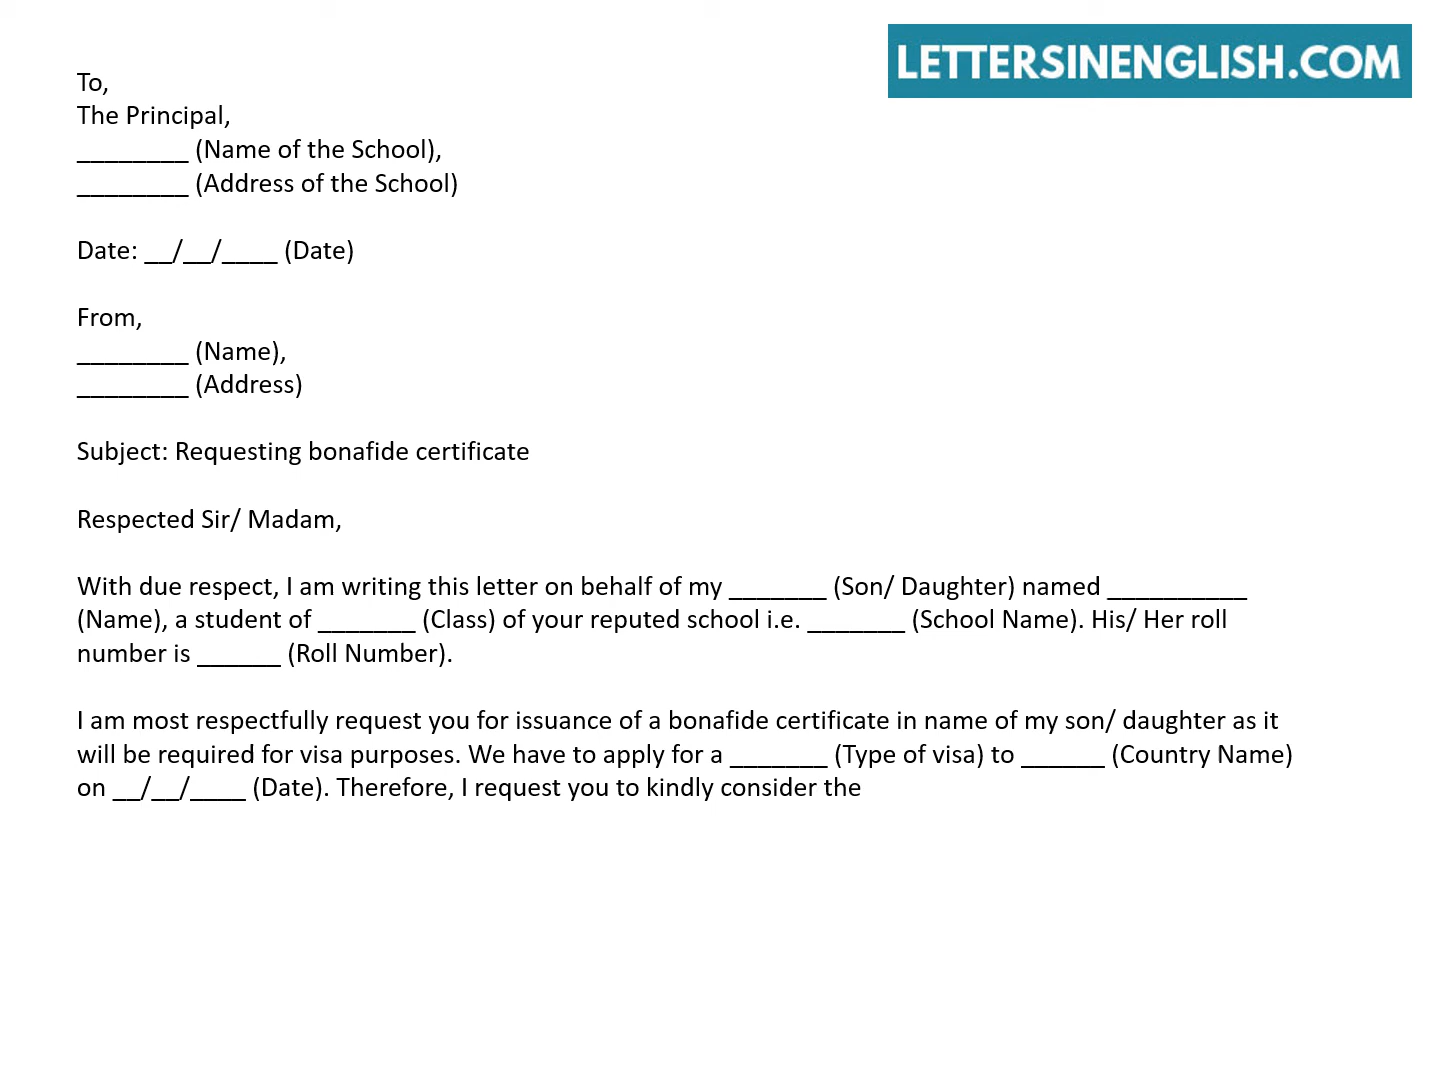 LETTERSINENGLISH.COM
To,
The Principal,
________ (Name of the School),
________ (Address of the School)
Date: __/__/____ (Date)
From,
________ (Name),
________ (Address)
Subject: Requesting bonafide certificate
Respected Sir/ Madam,
With due respect, I am writing this letter on behalf of my _______ (Son/ Daughter) named __________
(Name), a student of _______ (Class) of your reputed school i.e. _______ (School Name). His/ Her roll
number is ______ (Roll Number).
I am most respectfully request you for issuance of a bonafide certificate in name of my son/ daughter as it
will be required for visa purposes. We have to apply for a _______ (Type of visa) to ______ (Country Name)
on __/__/____ (Date). Therefore, I request you to kindly consider the